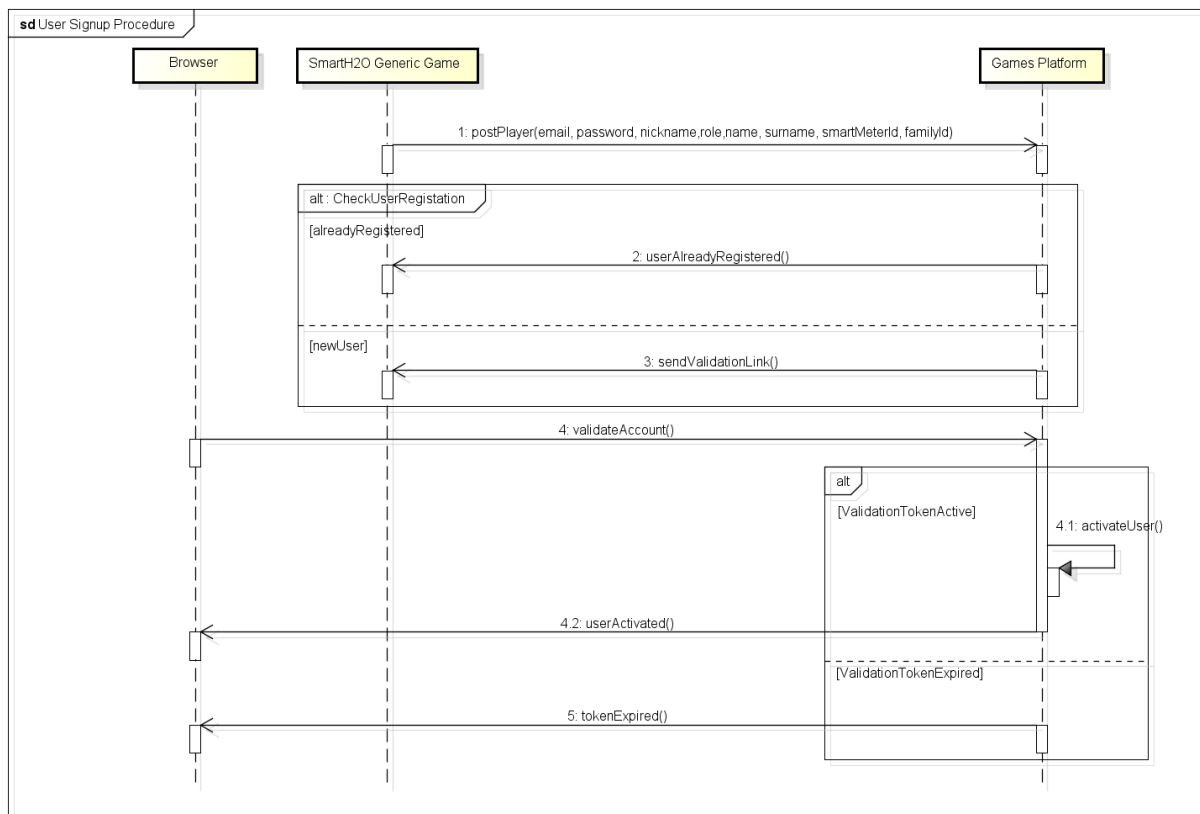 sd User Signup Procedure
Browser
SmartH2O Generic Game
Games Platform
1: postPlayer(email, password, nickname,role,name, surname, smartMeterId, familyId)
alt : CheckUserRegistation
[alreadyRegistered]
2: userAlreadyRegistered()
[newUser]
3: sendValidationLink()
4: validateAccount()
alt
[ValidationTokenActive]
4.1: activateUser()
4.2: userActivated()
[ValidationTokenExpired]
5: tokenExpired()